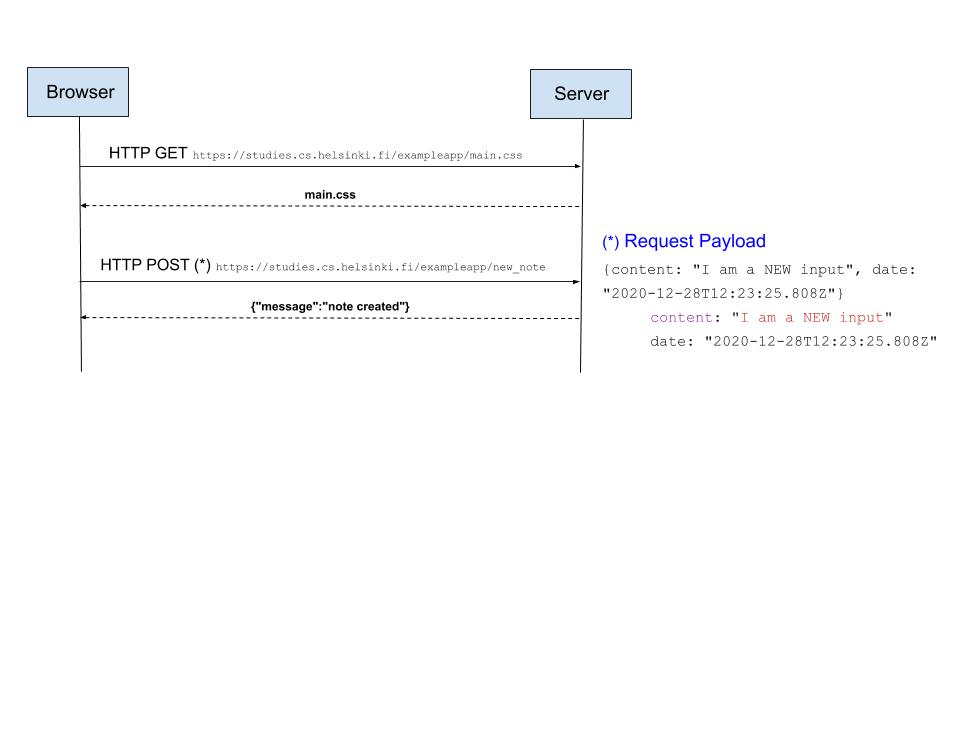 Browser
Server
HTTP GET https://studies.cs.helsinki.fi/exampleapp/main.css
main.css
HTTP POST (*) https://studies.cs.helsinki.fi/exampleapp/new_note
{"message":"note created"}
(*) Request Payload
{content: "I am a NEW input", date:
"2020-12-28T12:23:25.808Z"}
content: "I am a NEW input"
date: "2020-12-28T12:23:25.808Z"